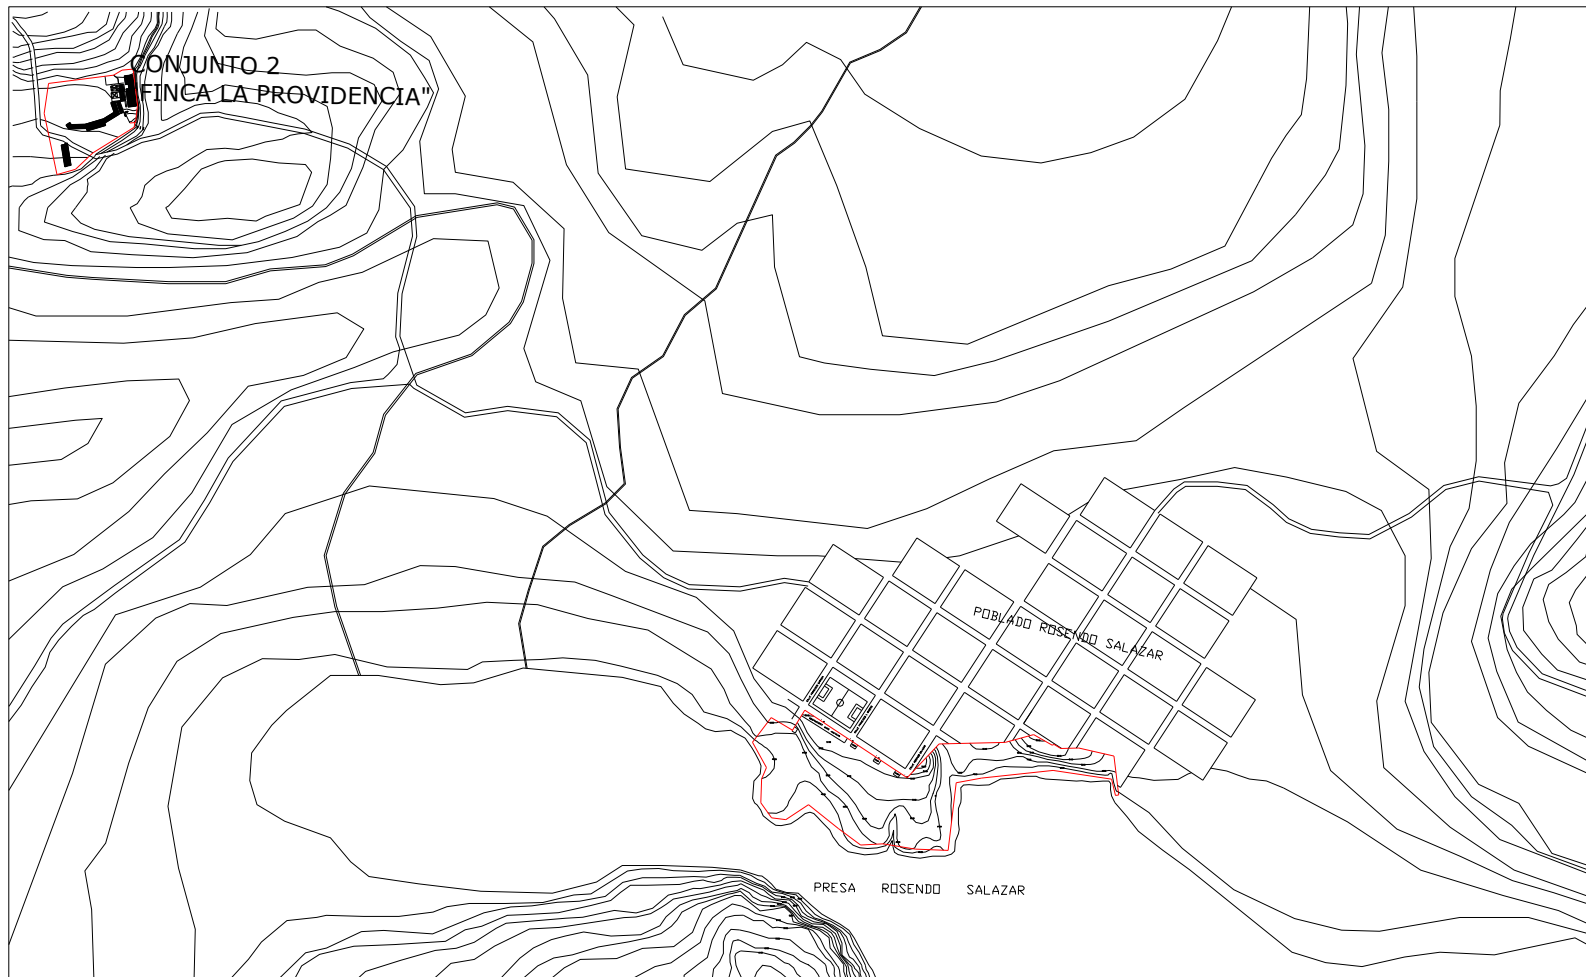 CONJUNTO 2
"FINCA LA PROVIDENCIA"
POBLADO ROSENDO SALAZAR
PRESA ROSENDO SALAZAR